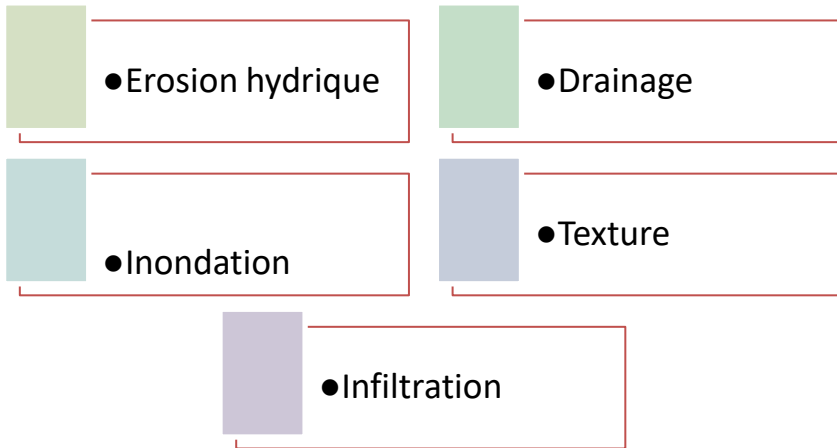 ●Erosion hydrique
●Drainage
●Inondation
●Texture
●Infiltration